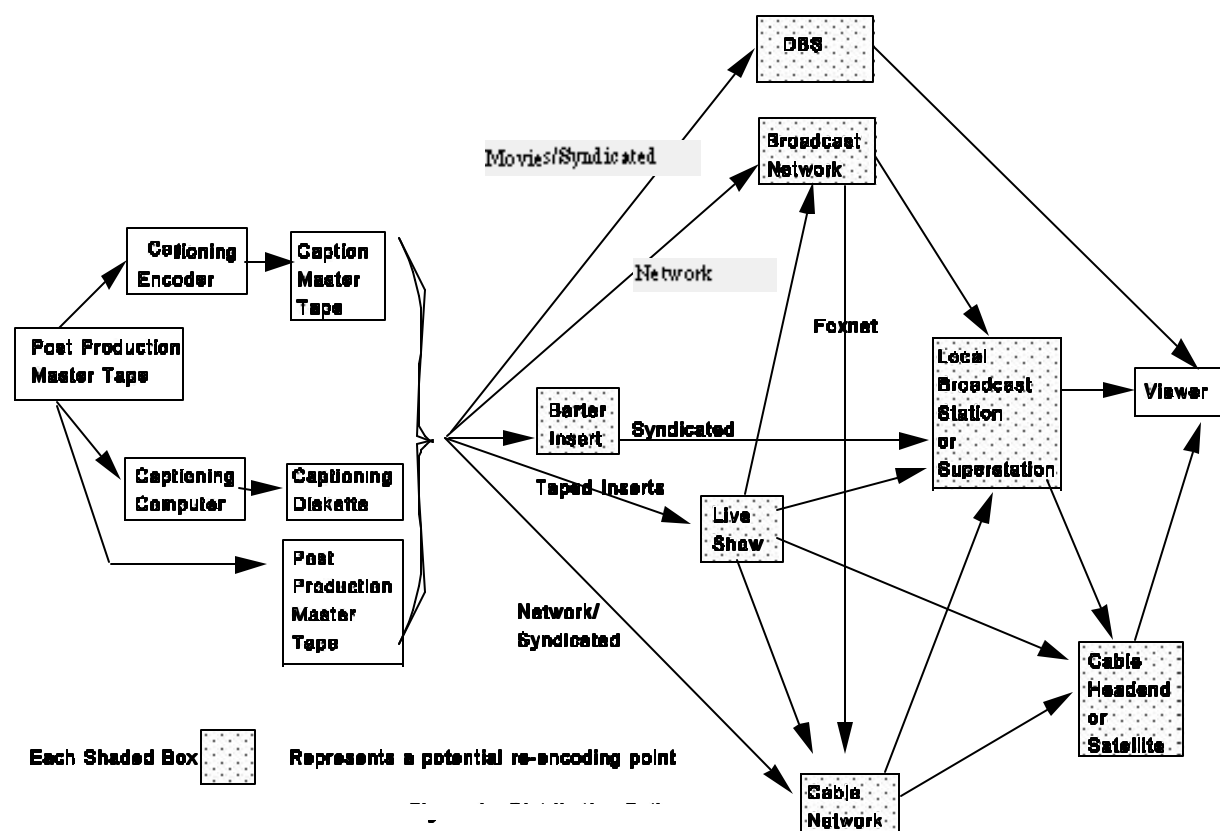 DBS
Broadcast
Network
Movies/Syndicated
Network
Captioning
Encoder
Caption
Master
Tape
Post Production
Master Tape
Foxnet
Local
Broadcast
Station
or
Superstation
Viewer
Barter
Insert
Syndicated
Captioning
Computer
Captioning
Diskette
Taped Inserts
Live
Show
Post
Production
Master
Tape
Network/
Syndicated
Cable
Headend
or
Satellite
Each Shaded Box
Represents a potential re-encoding point
Cable
Network